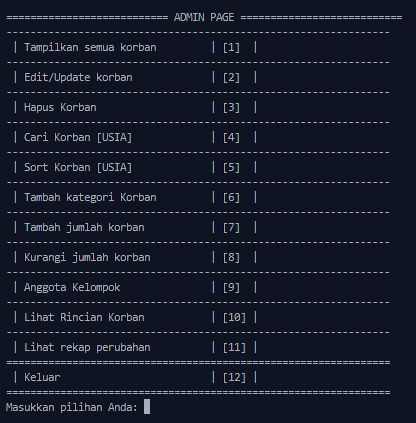 ========================== ADMIN PAGE ==========================
--------------------------------------------------------------
| Tampilkan semua korban | [1] |
--------------------------------------------------------------
| Edit/Update korban | [2] |
--------------------------------------------------------------
| Hapus Korban | [3] |
--------------------------------------------------------------
| Cari Korban [USIA] | [4] |
--------------------------------------------------------------
| Sort Korban [USIA] | [5] |
--------------------------------------------------------------
| Tambah kategori Korban | [6] |
--------------------------------------------------------------
| Tambah jumlah korban | [7] |
--------------------------------------------------------------
| Kurangi jumlah korban | [8] |
--------------------------------------------------------------
| Anggota Kelompok | [9] |
--------------------------------------------------------------
| Lihat Rincian Korban | [10] |
--------------------------------------------------------------
| Lihat rekap perubahan | [11] |
==============================================================
| Keluar | [12] |
==============================================================
Masukkan pilihan Anda: